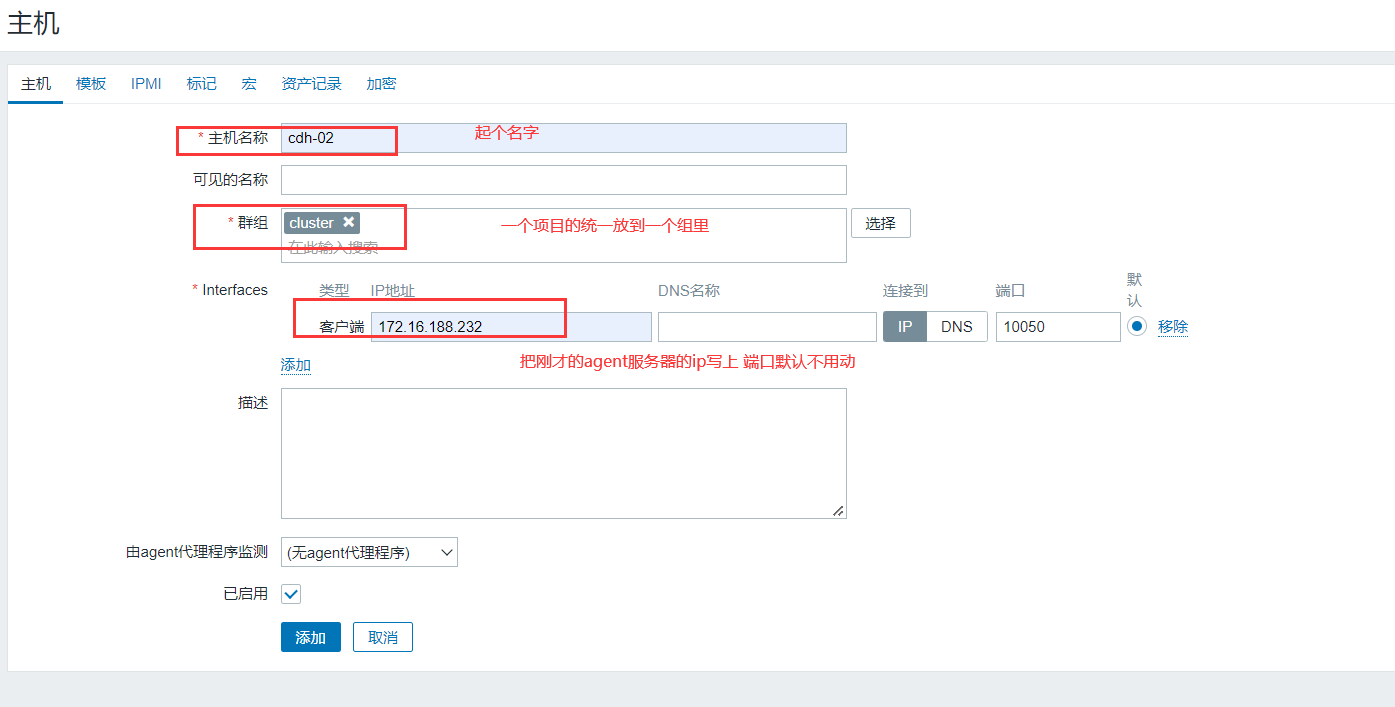 主机
主机 模板 IPMI 标记 宏 资产记录 加密
* 主机名称 cdh-02 起个名字
可见的名称
* 群组 cluster 一个项目的统一放到一个组里 选择
在此输入搜索
* Interfaces 类型 IP地址 DNS名称 连接到 端口 默认
客户端 172.16.188.232 IP DNS 10050 移除
添加 把刚才的agent服务器的ip写上 端口默认不用动
描述
由agent代理程序监测 (无agent代理程序)
已启用
添加 取消